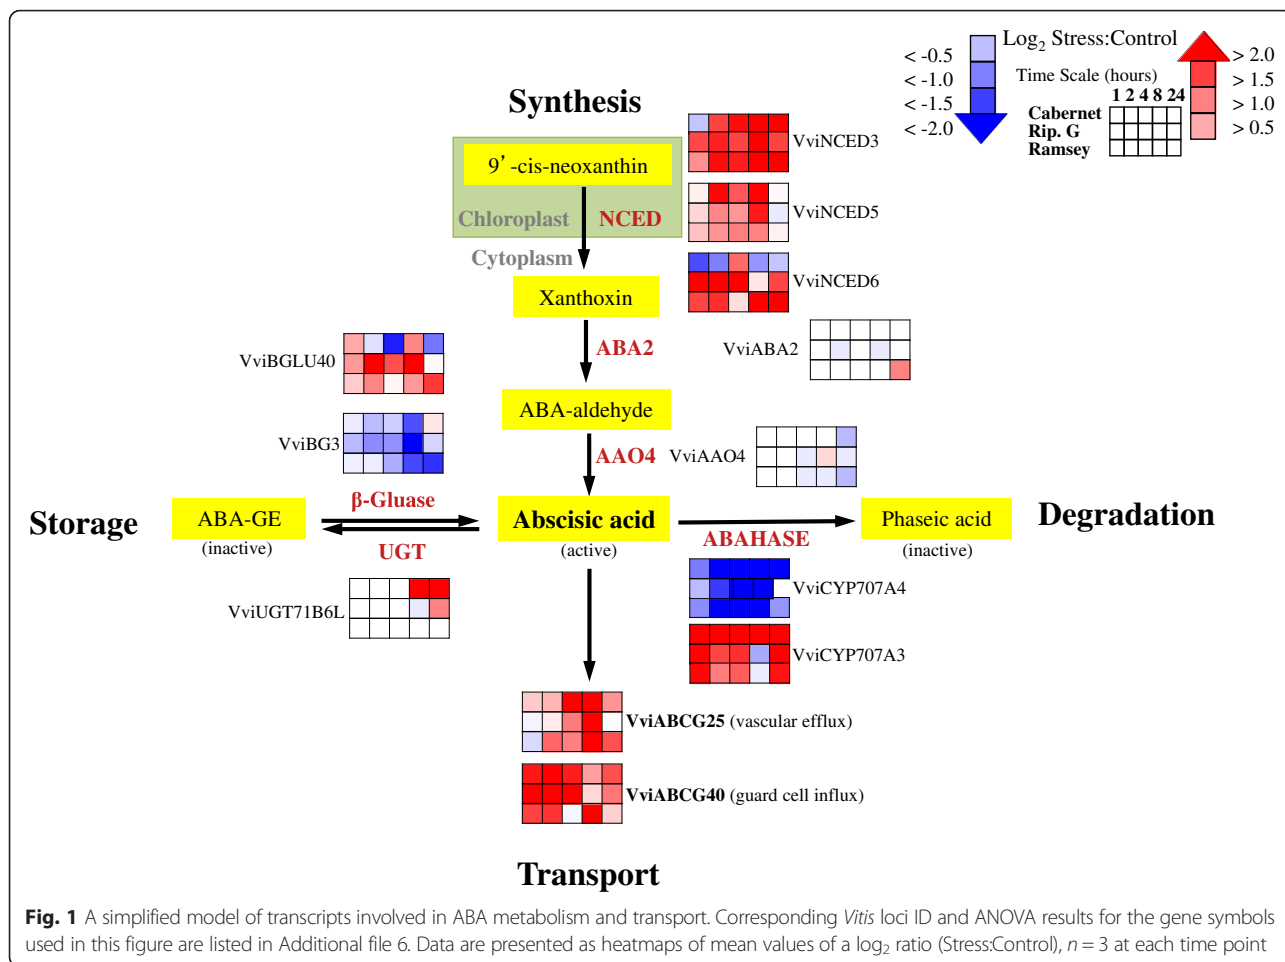 Log2 Stress:Control
< -0.5
< -1.0
< -1.5
< -2.0
> 2.0
> 1.5
> 1.0
> 0.5
Time Scale (hours)
1 2 4 8 24
Cabernet
Rip. G
Ramsey
Synthesis
9´-cis-neoxanthin
Chloroplast
NCED
Cytoplasm
VviNCED3
VviNCED5
VviNCED6
Xanthoxin
ABA2
VviABA2
VviBGLU40
ABA-aldehyde
VviBG3
AAO4
VviAAO4
Storage
ABA-GE
(inactive)
β-Gluase
UGT
Abscisic acid
(active)
ABAHASE
Phaseic acid
(inactive)
Degradation
VviUGT71B6L
VviCYP707A4
VviCYP707A3
VviABCG25 (vascular efflux)
VviABCG40 (guard cell influx)
Transport
Fig. 1 A simplified model of transcripts involved in ABA metabolism and transport. Corresponding Vitis loci ID and ANOVA results for the gene symbols
used in this figure are listed in Additional file 6. Data are presented as heatmaps of mean values of a log2 ratio (Stress:Control), n = 3 at each time point